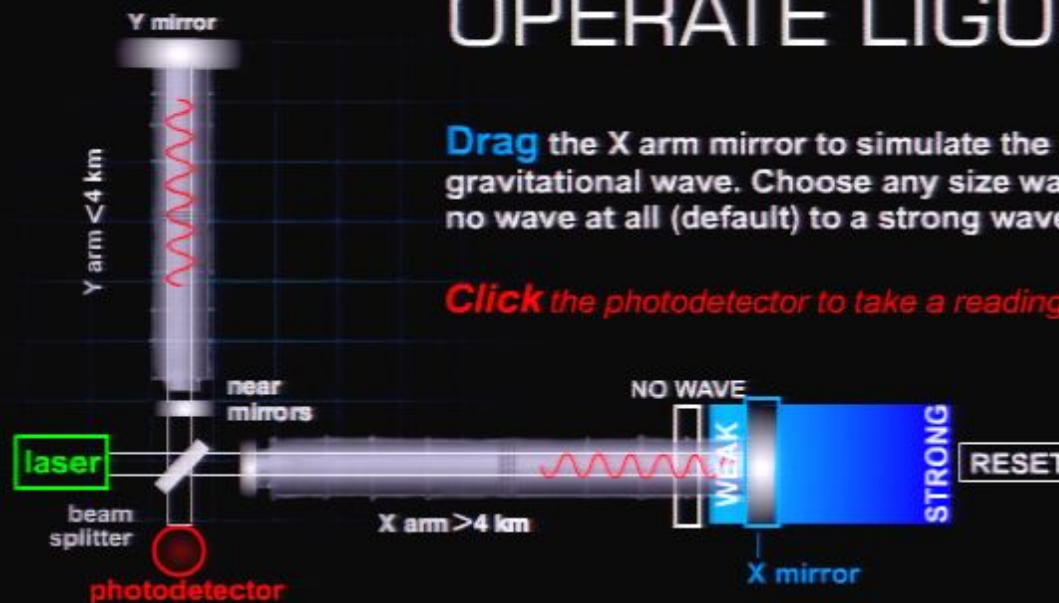 Y mirror
OPERATE LIGO
Drag the X arm mirror to simulate the
gravitational wave. Choose any size wa
no wave at all (default) to a strong wave
Y arm <4 km
Click the photodetector to take a reading
near
mirrors
NO WAVE
laser
WEAK
STRONG
RESET
beam
splitter
X arm >4 km
photodetector
X mirror